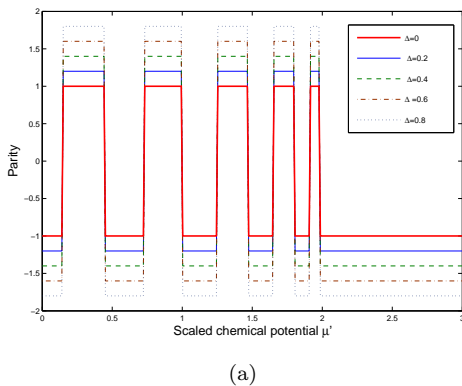 2
1.5
1
0.5
0
−0.5
−1
−1.5
−2
Parity
Δ=0
Δ=0.2
Δ=0.4
Δ =0.6
Δ=0.8
0 0.5 1 1.5 2 2.5 3
Scaled chemical potential μ'
(a)